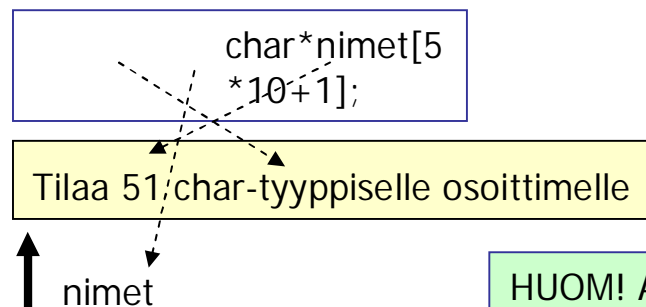 char*nimet[5
*10+1];
Tilaa 51 char-tyyppiselle osoittimelle
nimet
HUOM! A